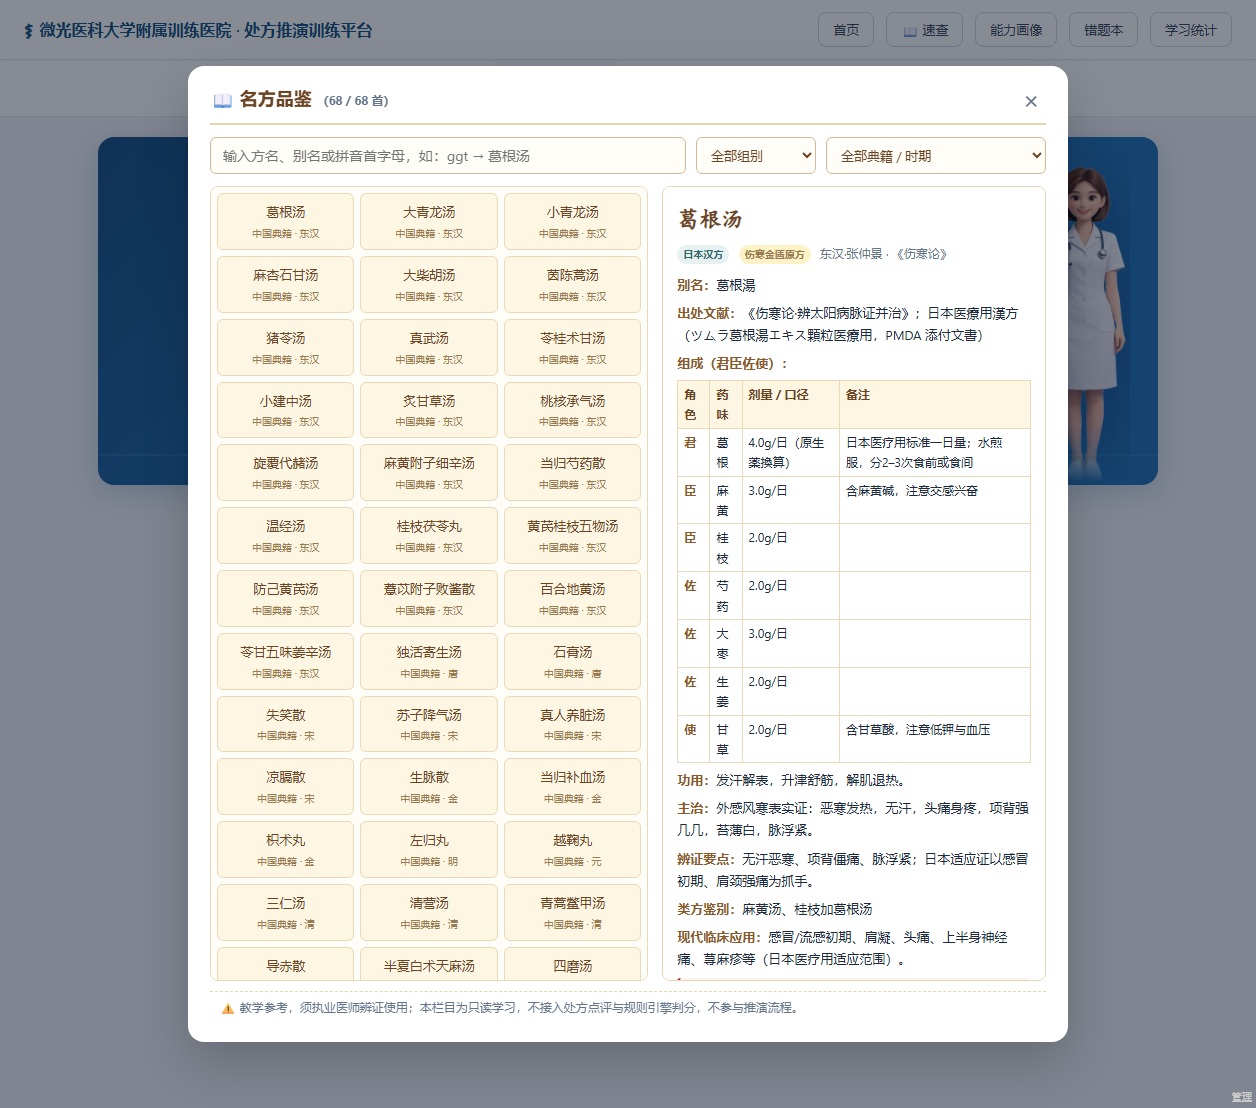 微光医科大学附属训练医院 · 处方推演训练平台
首页
速查
能力画像
错题本
学习统计
名方品鉴 (68 / 68 首)
×
输入方名、别名或拼音首字母，如：ggt → 葛根汤
全部组别
全部典籍 / 时期
葛根汤
中国典籍 · 东汉
大青龙汤
中国典籍 · 东汉
小青龙汤
中国典籍 · 东汉
麻杏石甘汤
中国典籍 · 东汉
大柴胡汤
中国典籍 · 东汉
茵陈蒿汤
中国典籍 · 东汉
猪苓汤
中国典籍 · 东汉
真武汤
中国典籍 · 东汉
苓桂术甘汤
中国典籍 · 东汉
小建中汤
中国典籍 · 东汉
炙甘草汤
中国典籍 · 东汉
桃核承气汤
中国典籍 · 东汉
旋覆代赭汤
中国典籍 · 东汉
麻黄附子细辛汤
中国典籍 · 东汉
当归芍药散
中国典籍 · 东汉
温经汤
中国典籍 · 东汉
桂枝茯苓丸
中国典籍 · 东汉
黄芪桂枝五物汤
中国典籍 · 东汉
防己黄芪汤
中国典籍 · 东汉
薏苡附子败酱散
中国典籍 · 东汉
百合地黄汤
中国典籍 · 东汉
苓甘五味姜辛汤
中国典籍 · 东汉
独活寄生汤
中国典籍 · 唐
石膏汤
中国典籍 · 唐
失笑散
中国典籍 · 宋
苏子降气汤
中国典籍 · 宋
真人养脏汤
中国典籍 · 宋
凉膈散
中国典籍 · 宋
生脉散
中国典籍 · 金
当归补血汤
中国典籍 · 金
枳术丸
中国典籍 · 金
左归丸
中国典籍 · 明
越鞠丸
中国典籍 · 元
三仁汤
中国典籍 · 清
清营汤
中国典籍 · 清
青蒿鳖甲汤
中国典籍 · 清
导赤散
半夏白术天麻汤
四磨汤
葛根汤
日本汉方 伤寒金匮原方 东汉·张仲景 · 《伤寒论》
别名：葛根湯
出处文献：《伤寒论·辨太阳病脉证并治》；日本医療用漢方
（ツムラ葛根湯エキス顆粒医療用，PMDA 添付文書）
组成（君臣佐使）：
角色 药味 剂量 / 口径 备注
君 葛根 4.0g/日（原生薬換算） 日本医疗用标准一日量；水煎服，分2–3次食前或食间
臣 麻黄 3.0g/日 含麻黄碱，注意交感兴奋
臣 桂枝 2.0g/日
佐 芍药 2.0g/日
佐 大枣 3.0g/日
佐 生姜 2.0g/日
使 甘草 2.0g/日 含甘草酸，注意低钾与血压
功用：发汗解表，升津舒筋，解肌退热。
主治：外感风寒表实证：恶寒发热，无汗，头痛身疼，项背强
几几，苔薄白，脉浮紧。
辨证要点：无汗恶寒、项背僵痛、脉浮紧；日本适应证以感冒
初期、肩颈强痛为抓手。
类方鉴别：麻黄汤、桂枝加葛根汤
现代临床应用：感冒/流感初期、肩凝、头痛、上半身神经
痛、荨麻疹等（日本医疗用适应范围）。
教学参考，须执业医师辨证使用；本栏目为只读学习，不接入处方点评与规则引擎判分，不参与推演流程。
管理